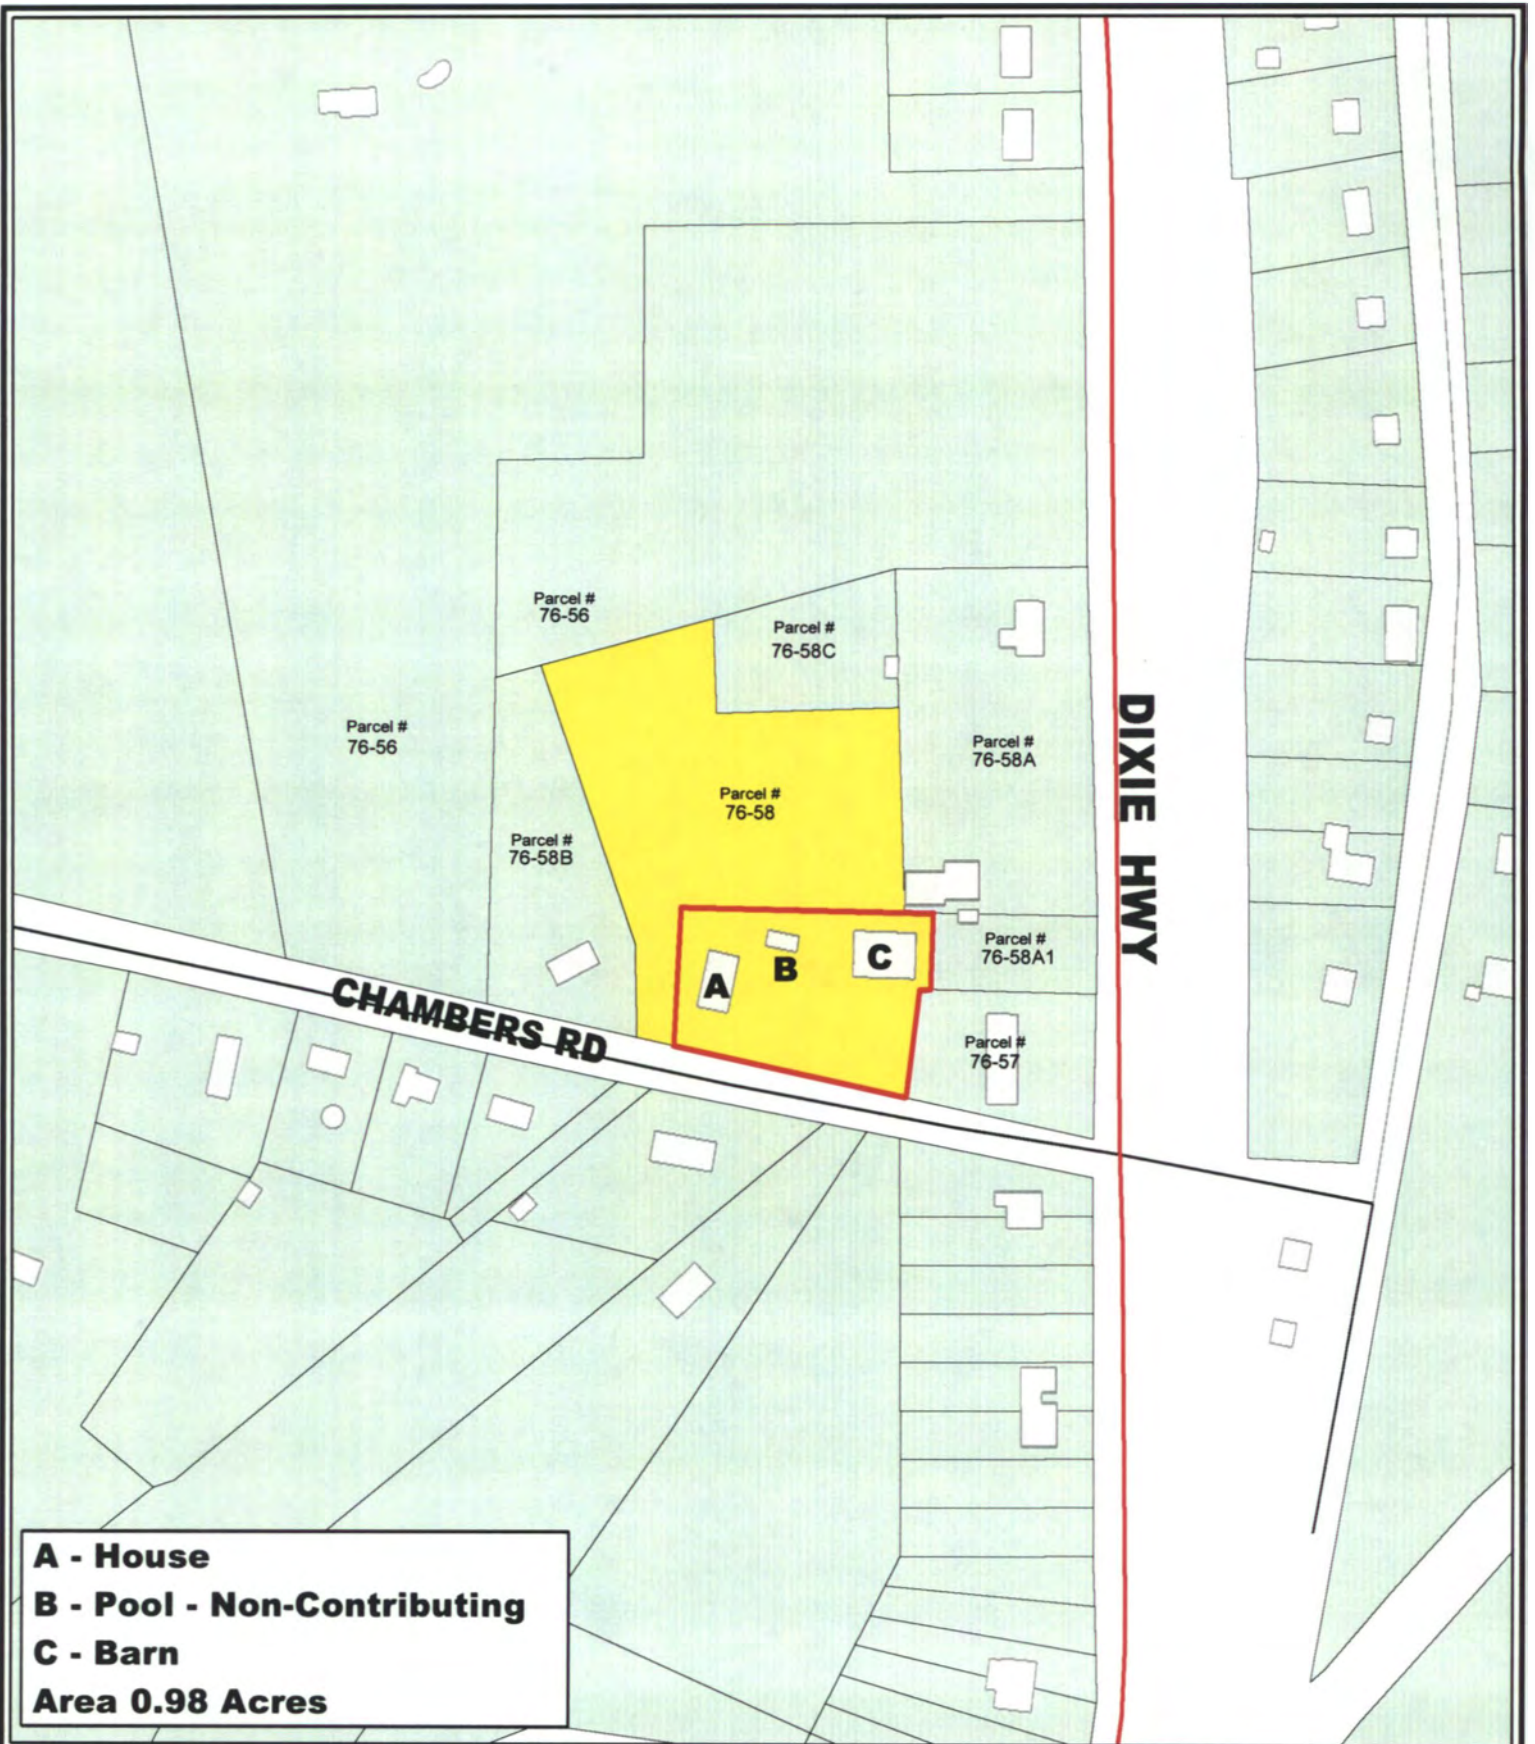 Parcel #
76-56
Parcel #
76-58C
Parcel #
76-56
Parcel #
76-58A
Parcel #
76-58
Parcel #
76-58B
DIXIE HWY
A
B
C
Parcel #
76-58A1
CHAMBERS RD
Parcel #
76-57
A - House
B - Pool - Non-Contributing
C - Barn
Area 0.98 Acres